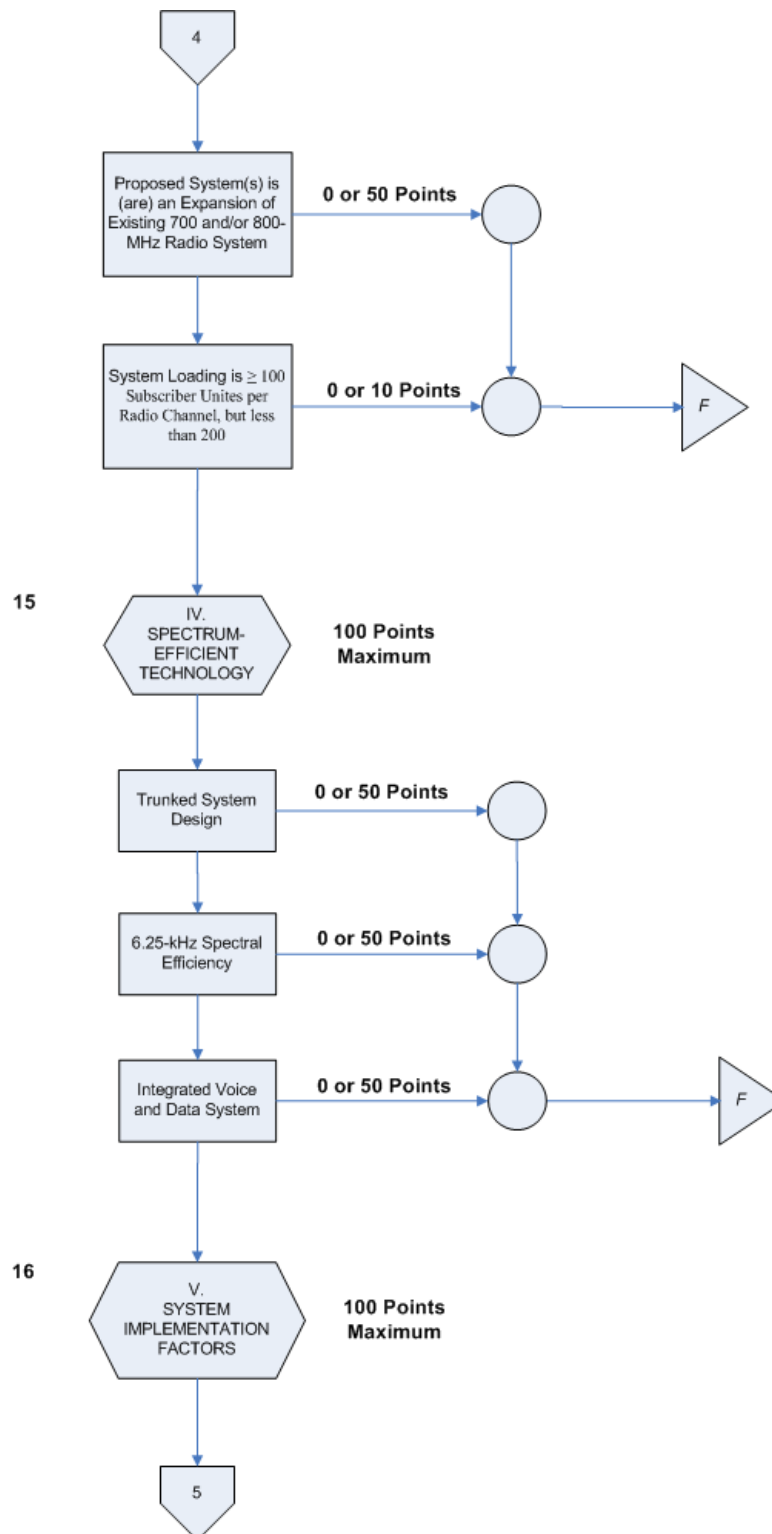 4
Proposed System(s) is
(are) an Expansion of
Existing 700 and/or 800-
MHz Radio System
0 or 50 Points
System Loading is ≥ 100
Subscriber Unites per
Radio Channel, but less
than 200
0 or 10 Points
F
15
IV.
SPECTRUM-
EFFICIENT
TECHNOLOGY
100 Points
Maximum
Trunked System
Design
0 or 50 Points
6.25-kHz Spectral
Efficiency
0 or 50 Points
Integrated Voice
and Data System
0 or 50 Points
F
16
V.
SYSTEM
IMPLEMENTATION
FACTORS
100 Points
Maximum
5